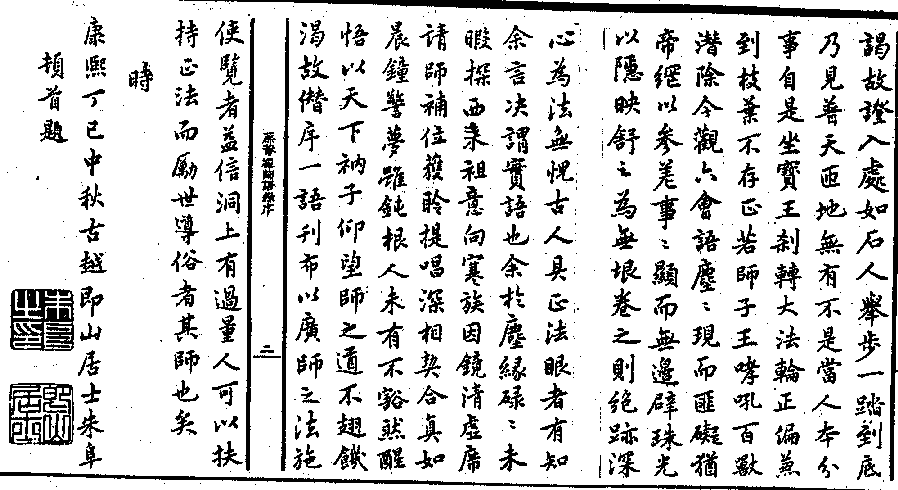 謁故證入處如石人舉步一踏到底
乃見普天匝地無有不是當人本分
事自是坐寶王剎轉大法輪正偏兼
到枝葉不存正若師子王哮吼百獸
潛除今觀六會語塵〻現而匪礙猶
帝網以參差事〻顯而無邊辟珠光
以隱映舒之為無垠卷之則絕跡深
心為法無愧古人具正法眼者有知
余言決謂實語也余於塵緣碌〻未
暇探西來祖意向寒族因鏡清虛席
請師補位獲聆提唱深相契合真如
晨鐘警夢雖鈍根人未有不豁然醒
悟以天下衲子仰望師之道不翅饑
渴故僭序一語刊布以廣師之法施
二
使覽者益信洞上有過量人可以扶
持正法而勵世導俗者其師也矣
時
康熙丁巳中秋古越即山居士朱阜
頓首題